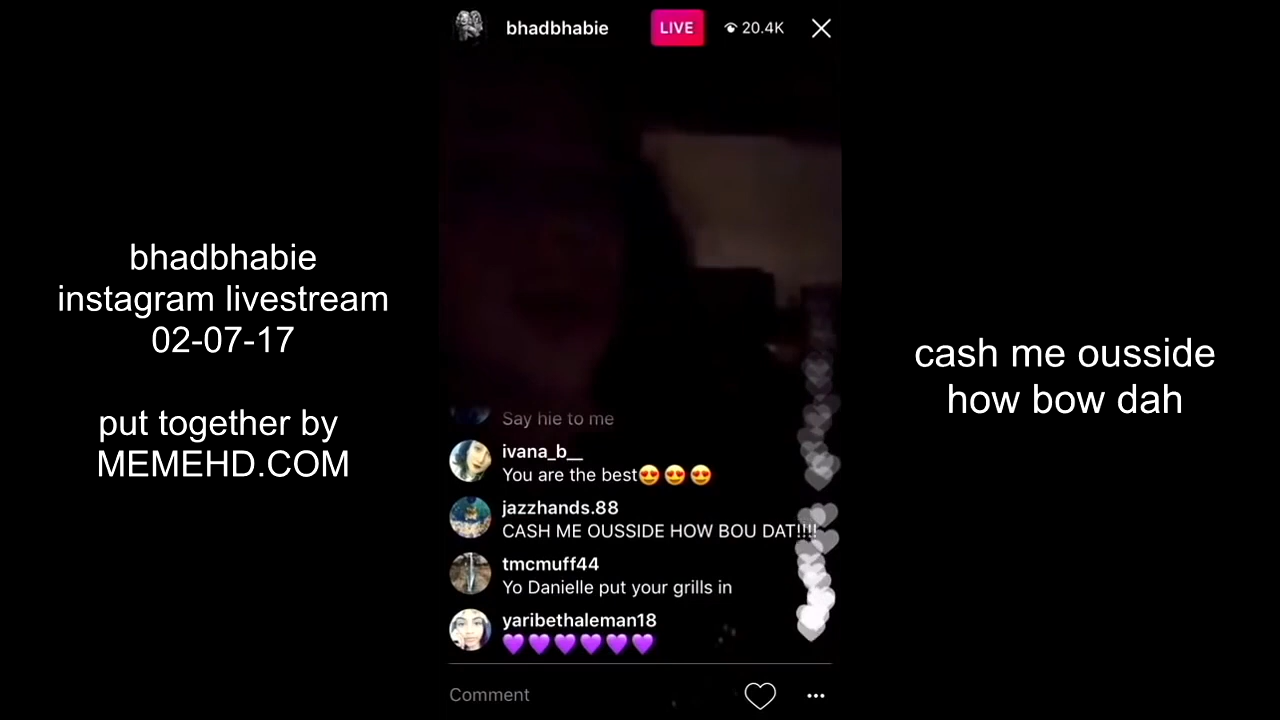 bhadbhabie
instagram livestream
02-07-17
put together by
MEMEHD.COM
bhadbhabie LIVE 20.4K
Say hie to me
ivana_b__
You are the best😍😍😍
jazzhands.88
CASH ME OUSSIDE HOW BOU DAT!!!!
tmcmuff44
Yo Danielle put your grills in
yaribethaleman18
💜💜💜💜💜💜
Comment
cash me ousside
how bow dah